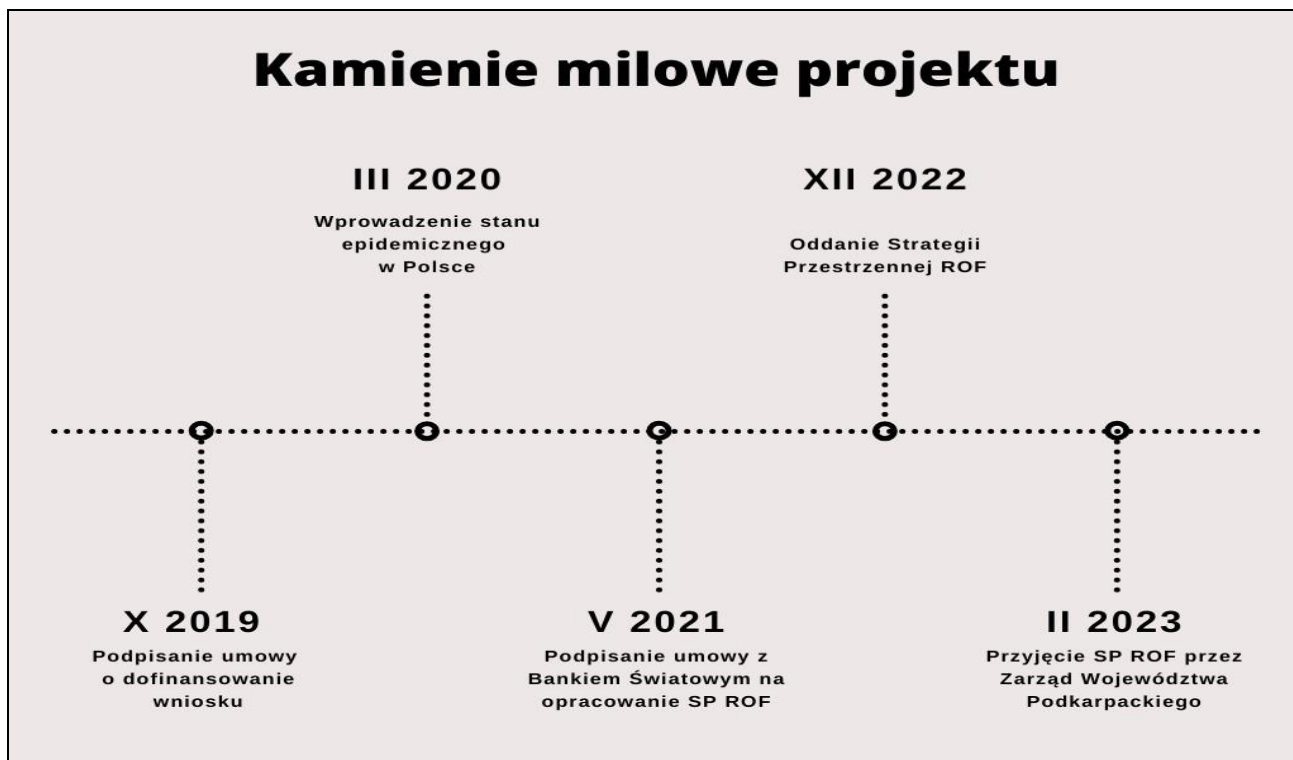 Kamienie milowe projektu
III 2020
Wprowadzenie stanu
epidemicznego
w Polsce
XII 2022
Oddanie Strategii
Przestrzennej ROF
X 2019
Podpisanie umowy
o dofinansowanie
wniosku
V 2021
Podpisanie umowy z
Bankiem Światowym na
opracowanie SP ROF
II 2023
Przyjęcie SP ROF przez
Zarząd Województwa
Podkarpackiego